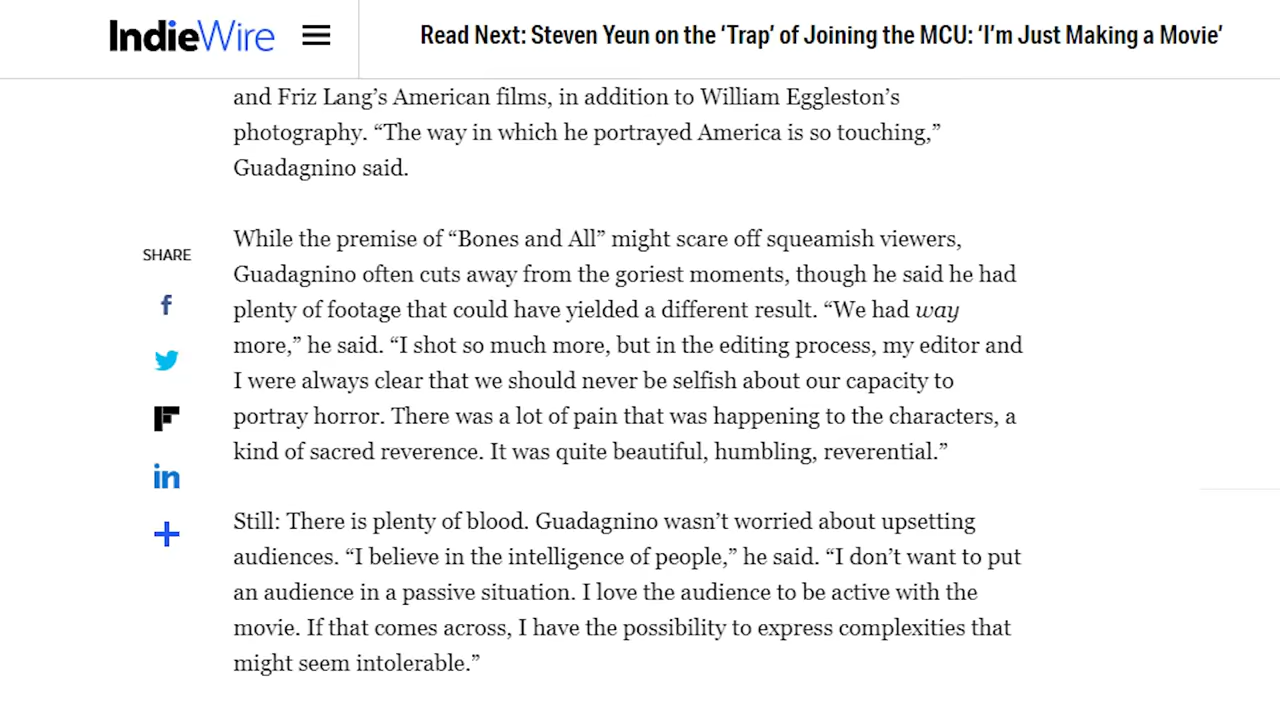 IndieWire
Read Next: Steven Yeun on the ‘Trap’ of Joining the MCU: ‘I’m Just Making a Movie’
and Friz Lang’s American films, in addition to William Eggleston’s
photography. “The way in which he portrayed America is so touching,”
Guadagnino said.
SHARE
While the premise of “Bones and All” might scare off squeamish viewers,
Guadagnino often cuts away from the goriest moments, though he said he had
plenty of footage that could have yielded a different result. “We had way
more,” he said. “I shot so much more, but in the editing process, my editor and
I were always clear that we should never be selfish about our capacity to
portray horror. There was a lot of pain that was happening to the characters, a
kind of sacred reverence. It was quite beautiful, humbling, reverential.”
Still: There is plenty of blood. Guadagnino wasn’t worried about upsetting
audiences. “I believe in the intelligence of people,” he said. “I don’t want to put
an audience in a passive situation. I love the audience to be active with the
movie. If that comes across, I have the possibility to express complexities that
might seem intolerable.”